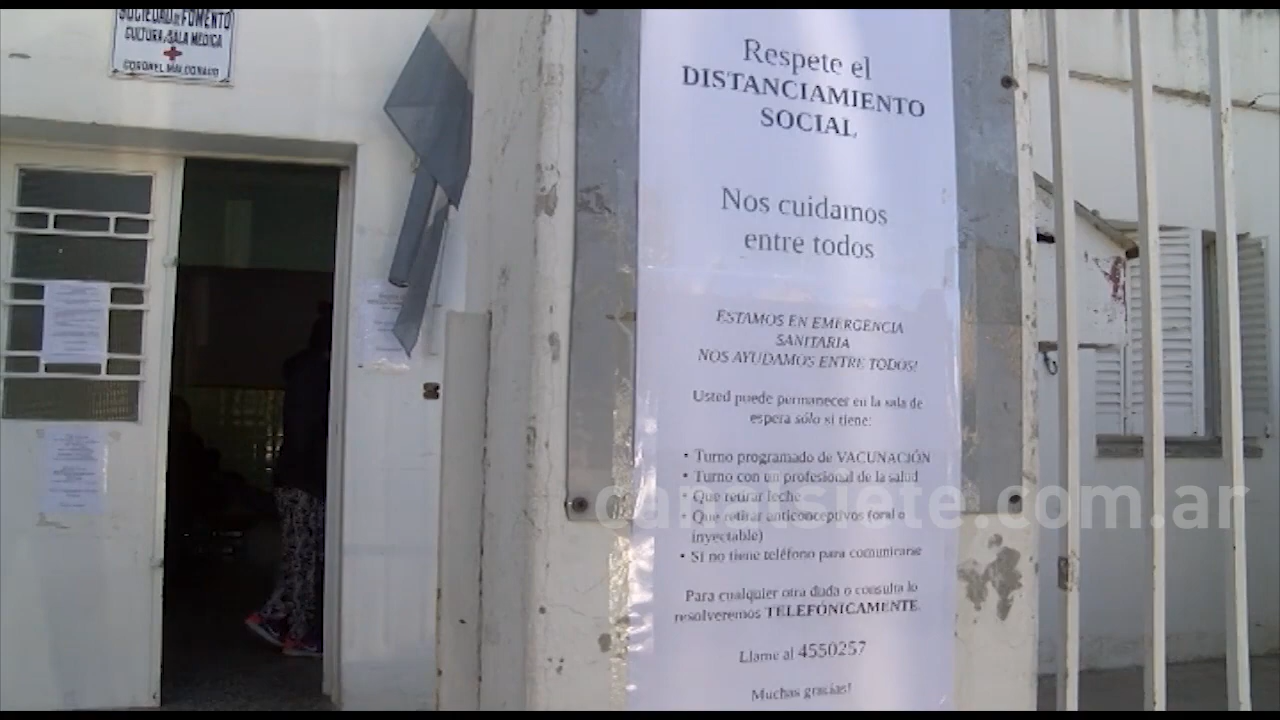 SOCIEDAD DE FOMENTO
CULTURA Y SALA MEDICA
CORONEL MALDONADO
Respete el
DISTANCIAMIENTO
SOCIAL
Nos cuidamos
entre todos
ESTAMOS EN EMERGENCIA
SANITARIA
NOS AYUDAMOS ENTRE TODOS!
Usted puede permanecer en la sala de
espera sólo si tiene:
• Turno programado de VACUNACIÓN
• Turno con un profesional de la salud
• Que retirar leche
• Que retirar anticonceptivos (oral o
inyectable)
• Si no tiene teléfono para comunicarse
Para cualquier otra duda o consulta lo
resolveremos TELEFÓNICAMENTE.
Llame al 4550257
Muchas gracias!
canalsiete.com.ar